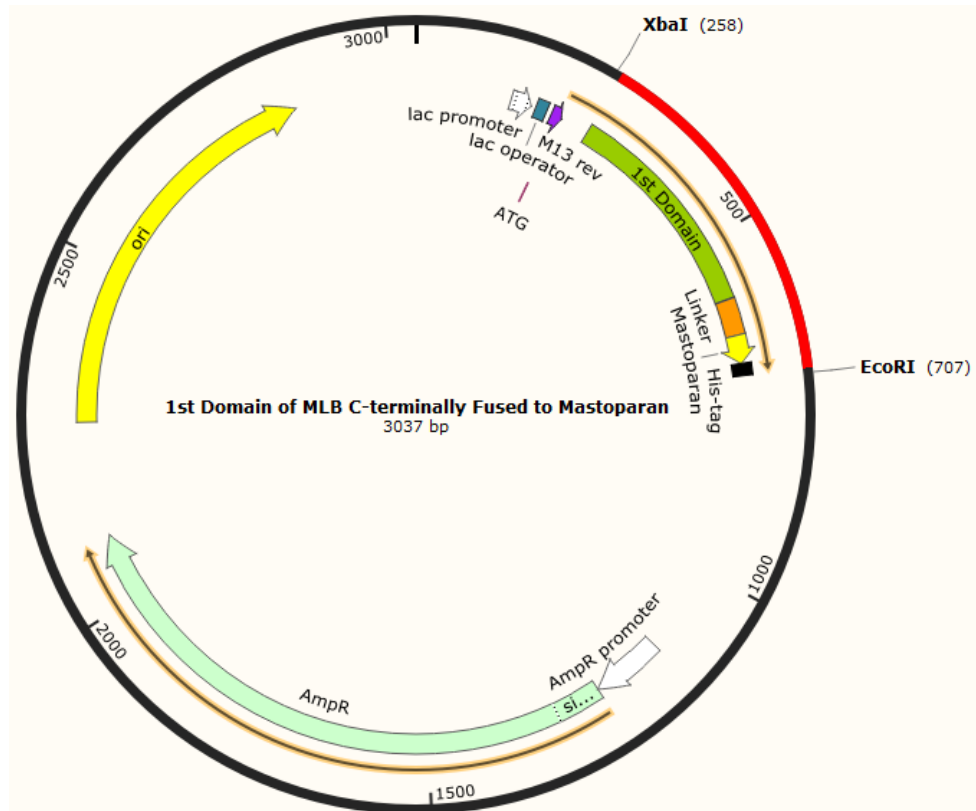 XbaI (258)
3000
lac promoter
lac operator
M13 rev
ATG
1st Domain
500
ori
2500
Linker
Mastoparan
His-tag
EcoRI (707)
1st Domain of MLB C-terminally Fused to Mastoparan
3037 bp
1000
AmpR promoter
si...
AmpR
2000
1500